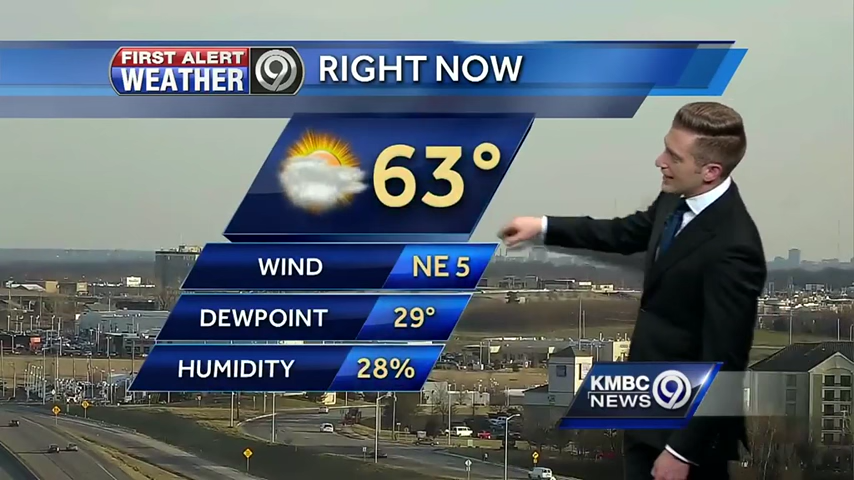 FIRST ALERT
WEATHER 9
RIGHT NOW
63°
WIND NE 5
DEWPOINT 29°
HUMIDITY 28%
KMBC 9
NEWS